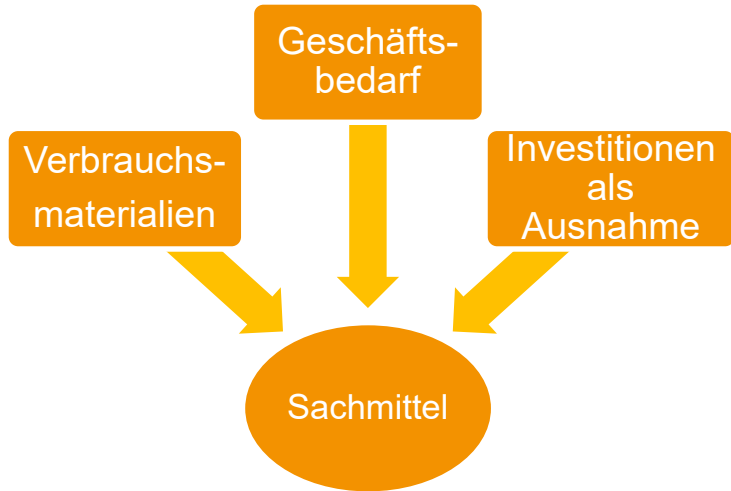 Geschäfts-
bedarf
Verbrauchs-
materialien
Investitionen
als
Ausnahme
Sachmittel